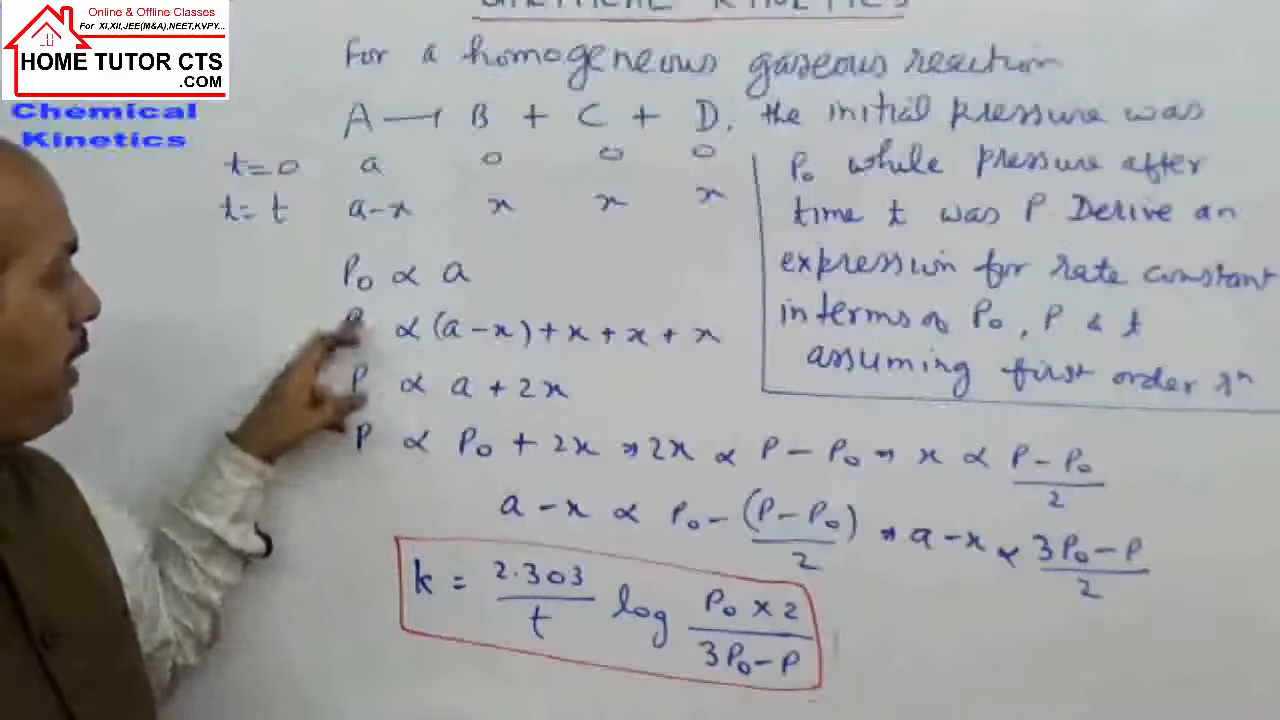 Online & Offline Classes
For XI,XII,JEE(M&A),NEET,KVPY...
HOME TUTOR CTS
.COM
Chemical
Kinetics
CHEMICAL KINETICS
For a homogeneous gaseous reaction
A → B + C + D, the initial pressure was
P₀ while pressure after
time t was P. Derive an
expression for rate constant
in terms of P₀, P & t
assuming first order rxⁿ
t=0 a 0 0 0
t=t a-x x x x
P₀ ∝ a
P ∝ (a-x)+x+x+x
P ∝ a+2x
P ∝ P₀ + 2x ⇒ 2x ∝ P-P₀ ⇒ x ∝ (P-P₀)/2
a-x ∝ P₀-(P-P₀)/2 ⇒ a-x ∝ (3P₀-P)/2
k = 2.303/t log (P₀ x 2)/(3P₀-P)